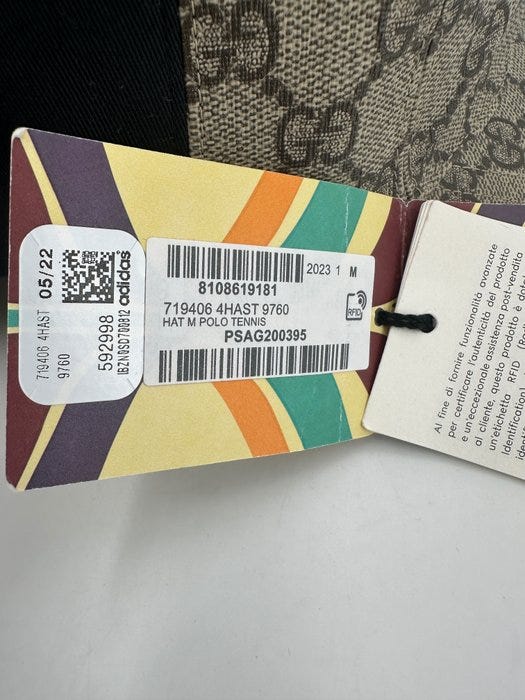 719406 4HAST 05/22
9760
592998 adidas
8108619181
2023 1 M
719406 4HAST 9760
HAT M POLO TENNIS
PSAG200395
RFID
Al fine di fornire funzionalità avanzate
per certificare l'autenticità del prodotto
e un'eccezionale assistenza post-vendita
al cliente, questo prodotto è
un'etichetta RFID
Identification)